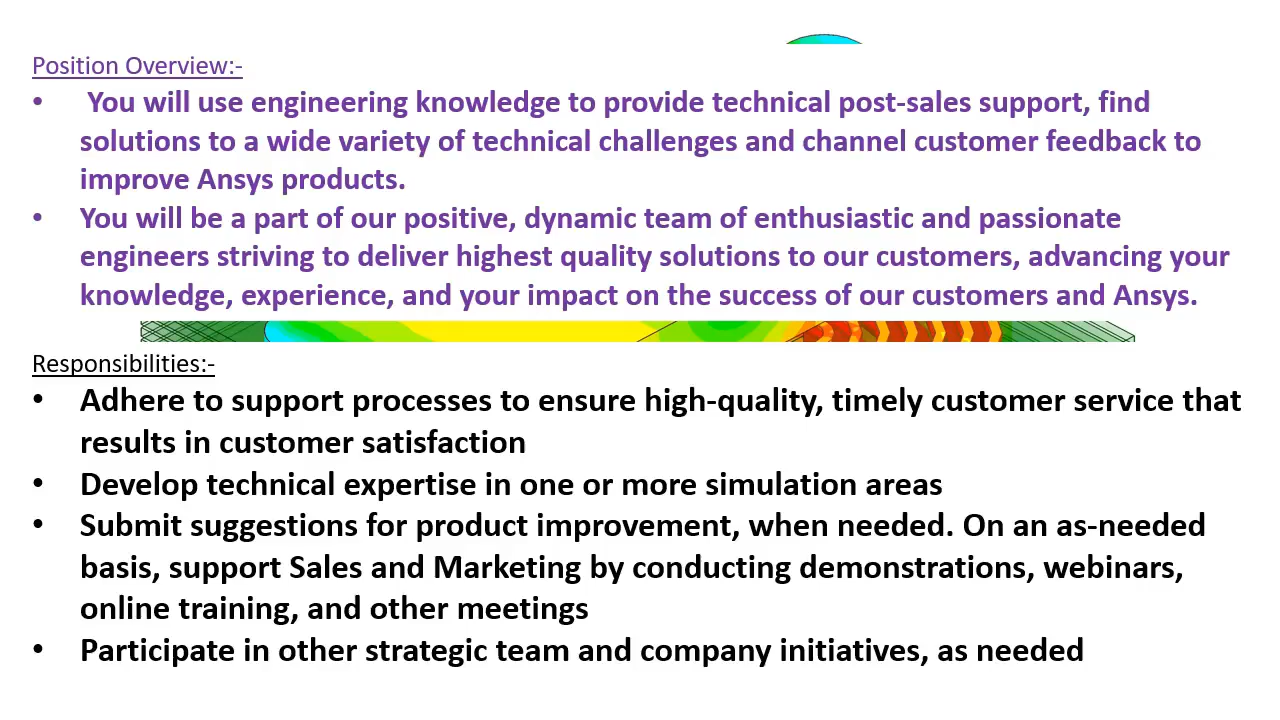 Position Overview:-
• You will use engineering knowledge to provide technical post-sales support, find
solutions to a wide variety of technical challenges and channel customer feedback to
improve Ansys products.
• You will be a part of our positive, dynamic team of enthusiastic and passionate
engineers striving to deliver highest quality solutions to our customers, advancing your
knowledge, experience, and your impact on the success of our customers and Ansys.
Responsibilities:-
• Adhere to support processes to ensure high-quality, timely customer service that
results in customer satisfaction
• Develop technical expertise in one or more simulation areas
• Submit suggestions for product improvement, when needed. On an as-needed
basis, support Sales and Marketing by conducting demonstrations, webinars,
online training, and other meetings
• Participate in other strategic team and company initiatives, as needed